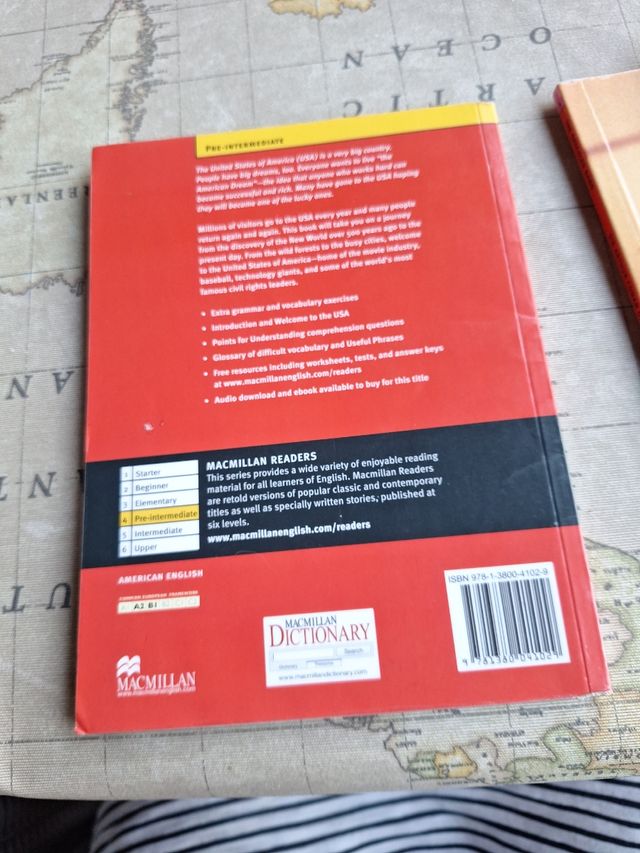 OCEAN
ARCTIC
GREENLAN
PRE-INTERMEDIATE
The United States of America (USA) is a very big country.
People have big dreams, too. Everyone wants to live "the
American Dream"—the idea that anyone who works hard can
become successful and rich. Many have gone to the USA hoping
they will become one of the lucky ones.
Millions of visitors go to the USA every year and many people
return again and again. This book will take you on a journey
from the discovery of the New World over 500 years ago to the
present day. From the wild forests to the busy cities, welcome
to the United States of America—home of the movie industry,
baseball, technology giants, and some of the world's most
famous civil rights leaders.
• Extra grammar and vocabulary exercises
• Introduction and Welcome to the USA
• Points for Understanding comprehension questions
• Glossary of difficult vocabulary and Useful Phrases
• Free resources including worksheets, tests, and answer keys
at www.macmillanenglish.com/readers
• Audio download and ebook available to buy for this title
1 Starter
2 Beginner
3 Elementary
4 Pre-intermediate
5 Intermediate
6 Upper
MACMILLAN READERS
This series provides a wide variety of enjoyable reading
material for all learners of English. Macmillan Readers
are retold versions of popular classic and contemporary
titles as well as specially written stories, published at
six levels.
www.macmillanenglish.com/readers
AMERICAN ENGLISH
COMMON EUROPEAN FRAMEWORK
A2 B1
MACMILLAN
www.macmillanenglish.com
MACMILLAN
DICTIONARY
Search
Dictionary Thesaurus
www.macmillandictionary.com
ISBN 978-1-3800-4102-9
9 781380 041029